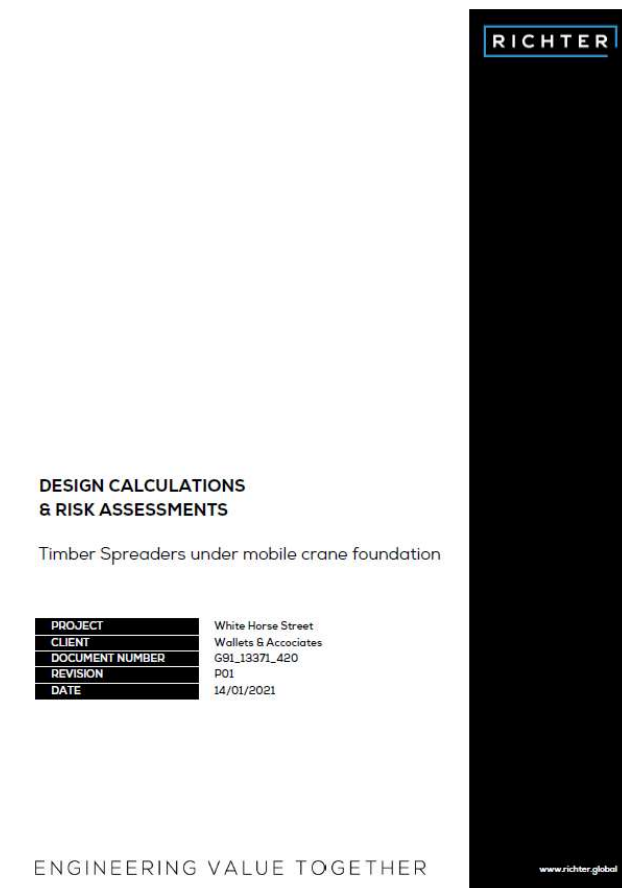 RICHTER
DESIGN CALCULATIONS
& RISK ASSESSMENTS
Timber Spreaders under mobile crane foundation
PROJECT White Horse Street
CLIENT Wallets & Accociates
DOCUMENT NUMBER G91_13371_420
REVISION P01
DATE 14/01/2021
ENGINEERING VALUE TOGETHER
www.richter.global